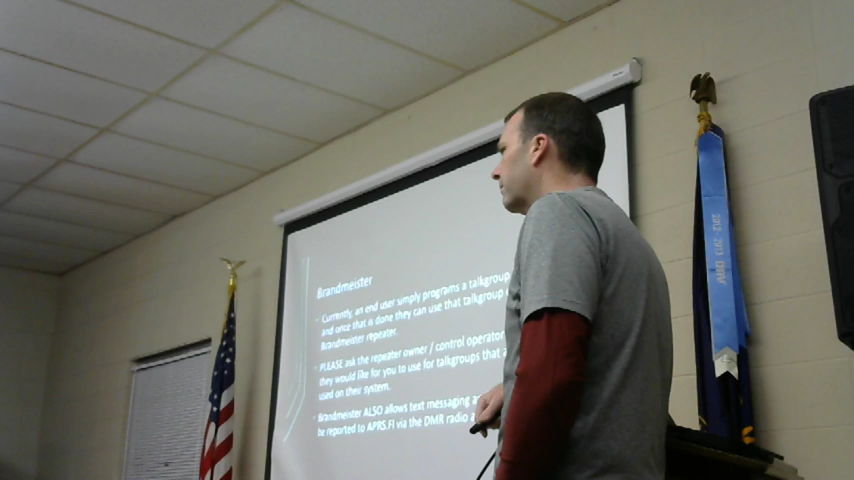 Brandmeister
• Currently, an end user simply programs a talkgroup
and once that is done they can use that talkgroup
Brandmeister repeater.
• PLEASE ask the repeater owner / control operator
they would like for you to use for talkgroups that
used on their system.
• Brandmeister ALSO allows text messaging
be reported to APRS.FI via the DMR radio
2012 - 2013